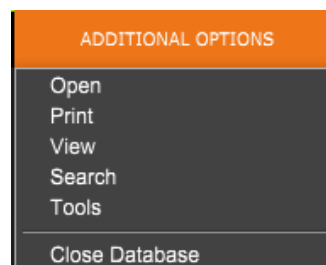 ADDITIONAL OPTIONS
Open
Print
View
Search
Tools
Close Database